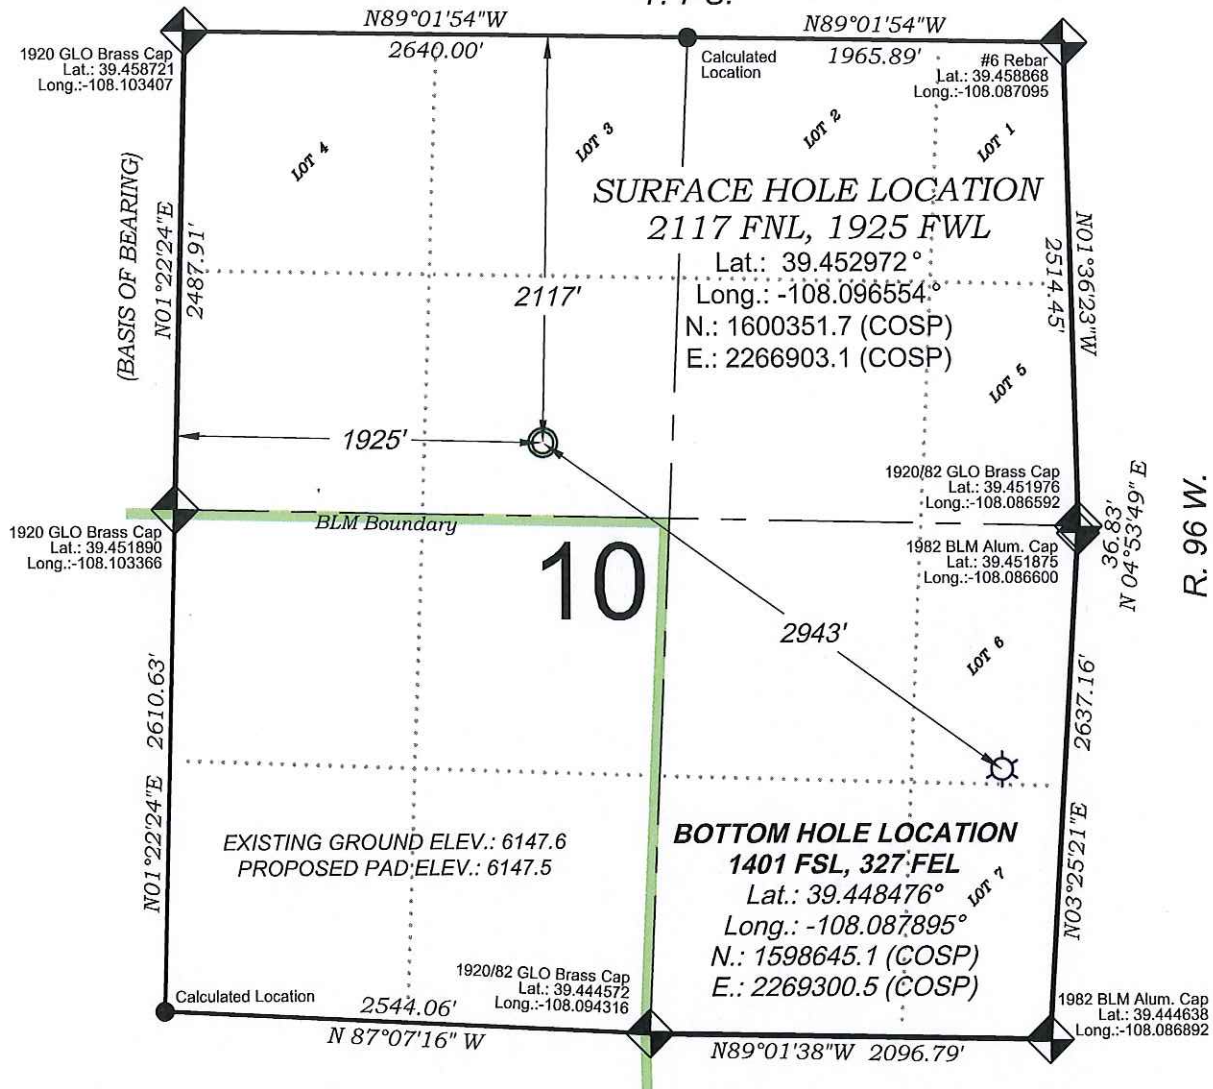 N89°01'54"W
2640.00'
N89°01'54"W
1965.89'
1920 GLO Brass Cap
Lat.: 39.458721
Long.:-108.103407
Calculated
Location
#6 Rebar
Lat.: 39.458868
Long.:-108.087095
LOT 4
LOT 3
LOT 2
LOT 1
SURFACE HOLE LOCATION
2117 FNL, 1925 FWL
Lat.: 39.452972°
Long.: -108.096554°
N.: 1600351.7 (COSP)
E.: 2266903.1 (COSP)
(BASIS OF BEARING)
N01°22'24"E
2487.91'
2117'
N01°36'23"W
2514.45'
LOT 5
1925'
1920/82 GLO Brass Cap
Lat.: 39.451976
Long.:-108.086592
BLM Boundary
1920 GLO Brass Cap
Lat.: 39.451890
Long.:-108.103366
10
1982 BLM Alum. Cap
Lat.: 39.451875
Long.:-108.086600
36.83'
N 04°53'49" E
R. 96 W.
2943'
LOT 6
2610.63'
N01°22'24"E
2637.16'
N03°25'21"E
EXISTING GROUND ELEV.: 6147.6
PROPOSED PAD ELEV.: 6147.5
BOTTOM HOLE LOCATION
1401 FSL, 327 FEL
Lat.: 39.448476°
Long.: -108.087895°
N.: 1598645.1 (COSP)
E.: 2269300.5 (COSP)
LOT 7
Calculated Location
2544.06'
N 87°07'16" W
1920/82 GLO Brass Cap
Lat.: 39.444572
Long.:-108.094316
N89°01'38"W 2096.79'
1982 BLM Alum. Cap
Lat.: 39.444638
Long.:-108.086892